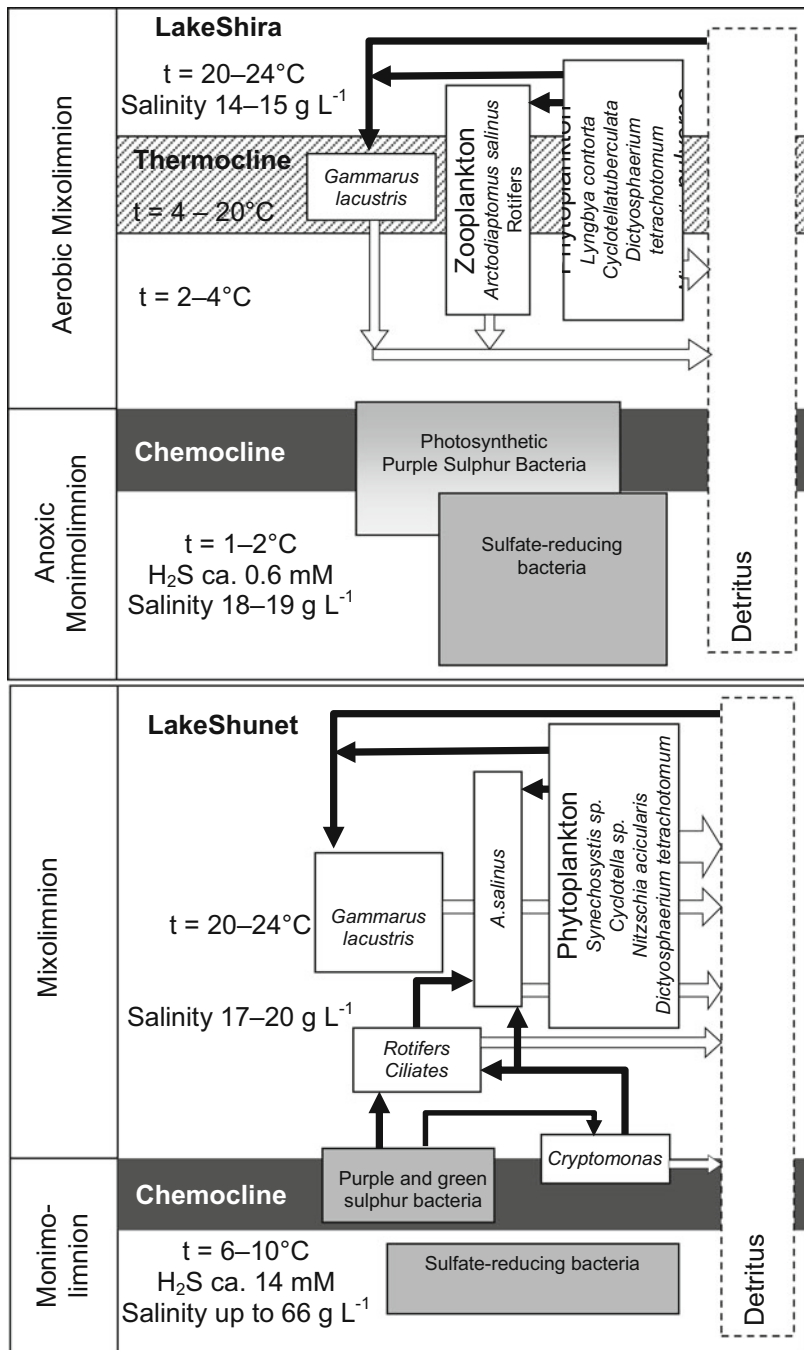 LakeShira
t = 20–24°C
Salinity 14–15 g L⁻¹
Aerobic Mixolimnion
Thermocline
t = 4 – 20°C
Gammarus
lacustris
Zooplankton
Arctodiaptomus salinus
Rotifers
Phytoplankton
Lyngbya contorta
Cyclotellatuberculata
Dictyosphaerium
tetrachotomum
t = 2–4°C
Chemocline
Photosynthetic
Purple Sulphur Bacteria
Anoxic
Monimolimnion
t = 1–2°C
H₂S ca. 0.6 mM
Salinity 18–19 g L⁻¹
Sulfate-reducing
bacteria
Detritus
LakeShunet
Mixolimnion
t = 20–24°C
Salinity 17–20 g L⁻¹
Gammarus
lacustris
A.salinus
Phytoplankton
Synechosystis sp.
Cyclotella sp.
Nitzschia acicularis
Dictyosphaerium tetrachotomum
Rotifers
Ciliates
Cryptomonas
Chemocline
Purple and green
sulphur bacteria
Monimo-
limnion
t = 6–10°C
H₂S ca. 14 mM
Salinity up to 66 g L⁻¹
Sulfate-reducing bacteria
Detritus